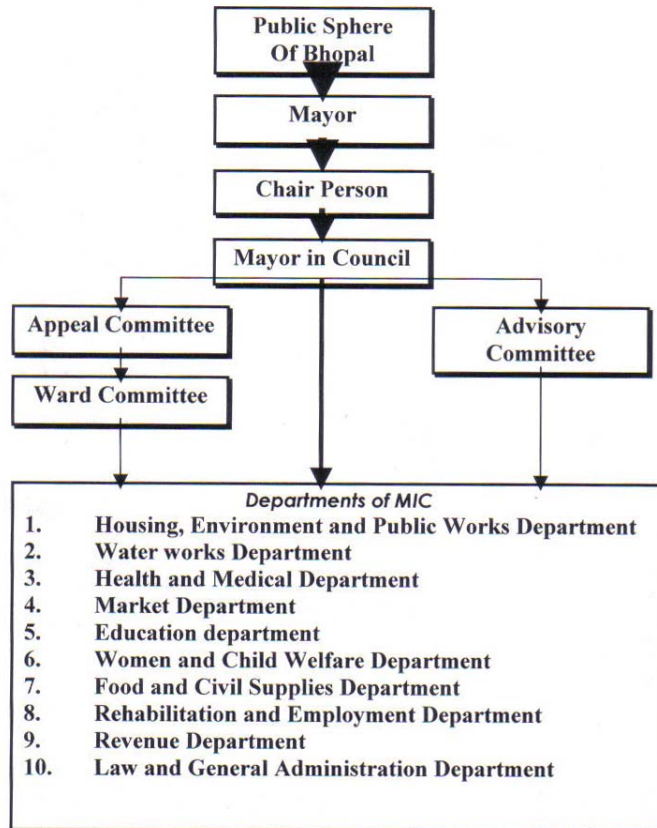 Public Sphere
Of Bhopal
Mayor
Chair Person
Mayor in Council
Appeal Committee
Advisory
Committee
Ward Committee
Departments of MIC
1. Housing, Environment and Public Works Department
2. Water works Department
3. Health and Medical Department
4. Market Department
5. Education department
6. Women and Child Welfare Department
7. Food and Civil Supplies Department
8. Rehabilitation and Employment Department
9. Revenue Department
10. Law and General Administration Department